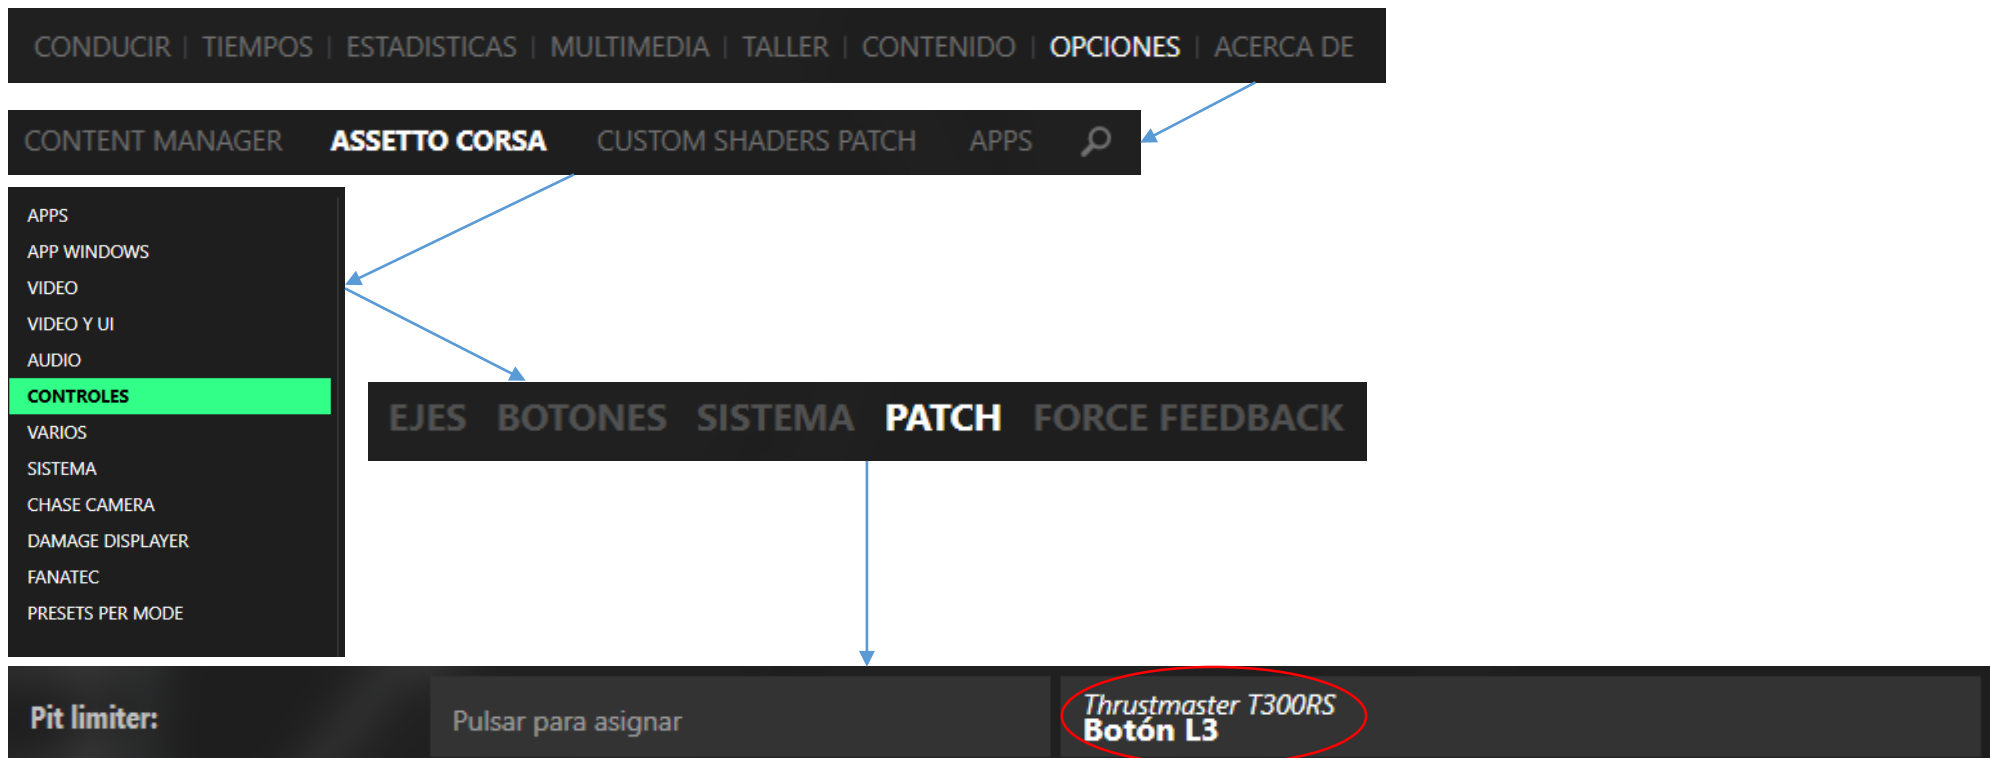 CONDUCIR | TIEMPOS | ESTADISTICAS | MULTIMEDIA | TALLER | CONTENIDO | OPCIONES | ACERCA DE
CONTENT MANAGER ASSETTO CORSA CUSTOM SHADERS PATCH APPS
APPS
APP WINDOWS
VIDEO
VIDEO Y UI
AUDIO
CONTROLES
VARIOS
SISTEMA
CHASE CAMERA
DAMAGE DISPLAYER
FANATEC
PRESETS PER MODE
EJES BOTONES SISTEMA PATCH FORCE FEEDBACK
Pit limiter:
Pulsar para asignar
Thrustmaster T300RS
Botón L3